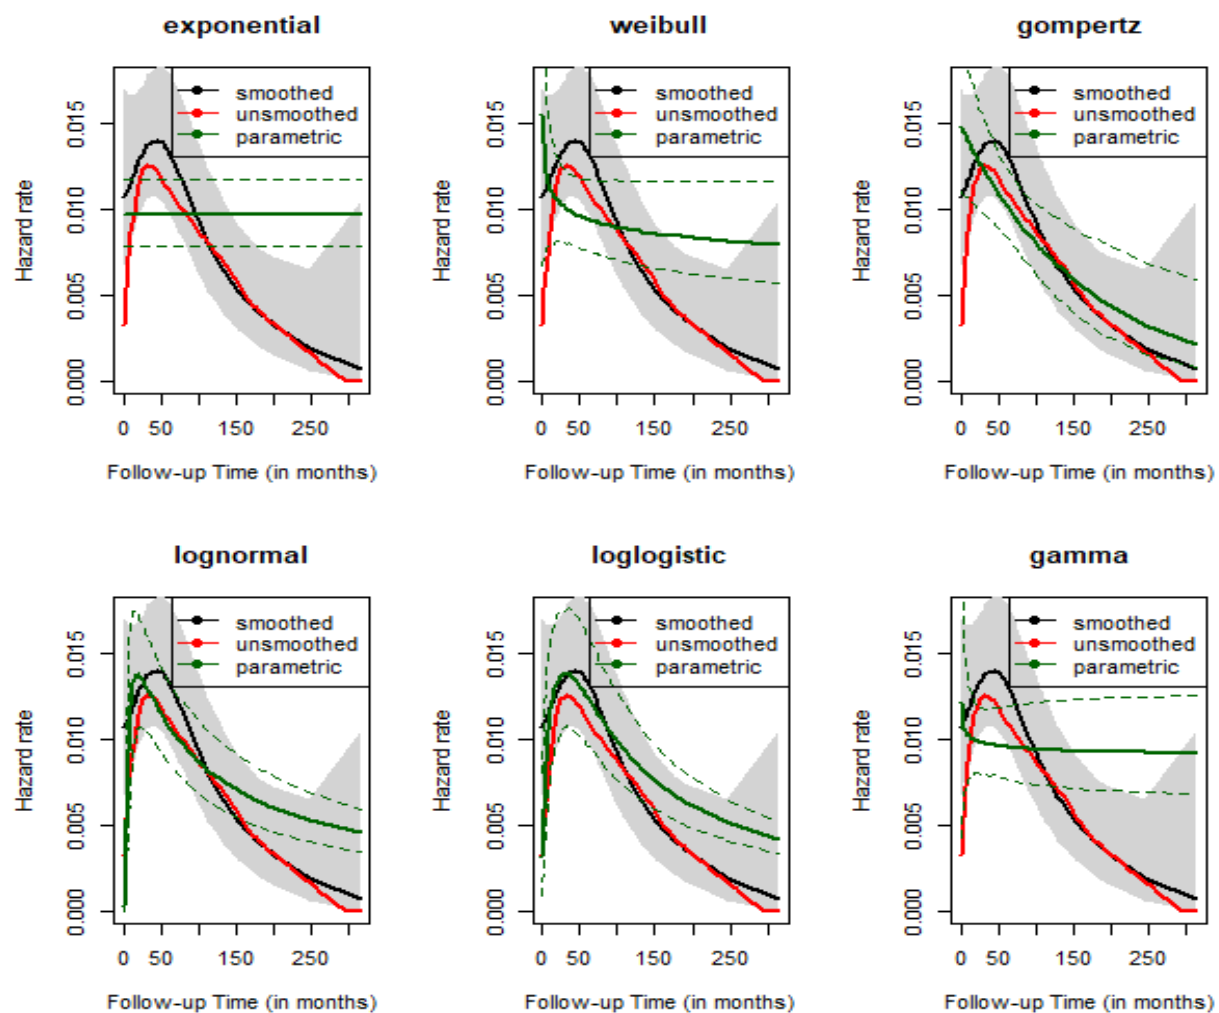 exponential
smoothed
unsmoothed
parametric
0.015
0.010
0.005
0.000
Hazard rate
0 50 150 250
Follow-up Time (in months)
weibull
smoothed
unsmoothed
parametric
0.015
0.010
0.005
0.000
Hazard rate
0 50 150 250
Follow-up Time (in months)
gompertz
smoothed
unsmoothed
parametric
0.015
0.010
0.005
0.000
Hazard rate
0 50 150 250
Follow-up Time (in months)
lognormal
smoothed
unsmoothed
parametric
0.015
0.010
0.005
0.000
Hazard rate
0 50 150 250
Follow-up Time (in months)
loglogistic
smoothed
unsmoothed
parametric
0.015
0.010
0.005
0.000
Hazard rate
0 50 150 250
Follow-up Time (in months)
gamma
smoothed
unsmoothed
parametric
0.015
0.010
0.005
0.000
Hazard rate
0 50 150 250
Follow-up Time (in months)